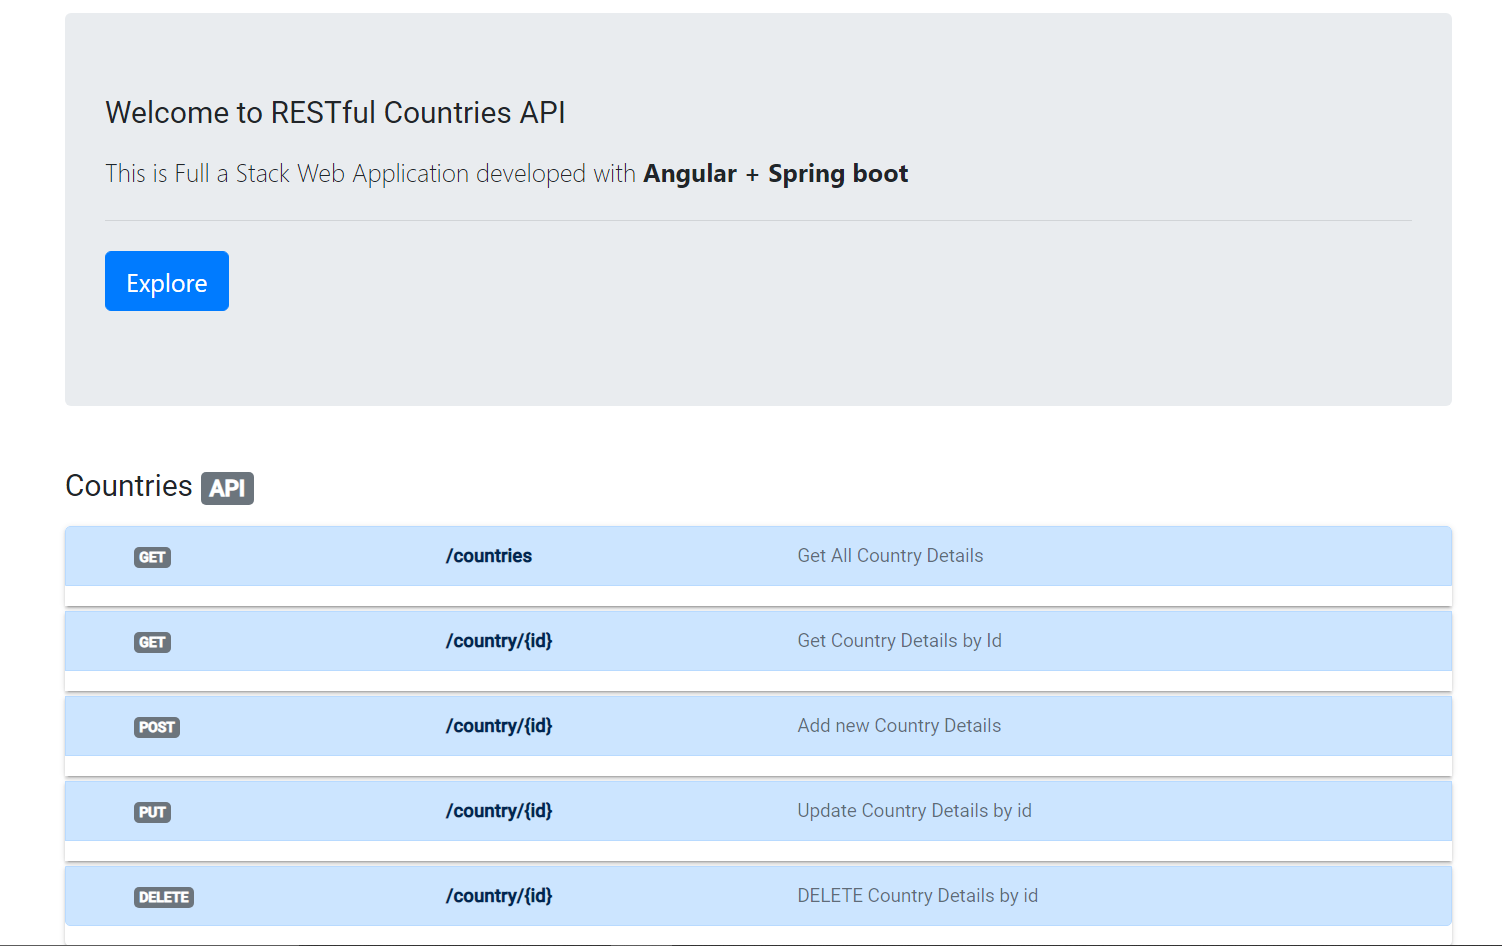 Welcome to RESTful Countries API
This is Full a Stack Web Application developed with Angular + Spring boot
Explore
Countries API
GET /countries Get All Country Details
GET /country/{id} Get Country Details by Id
POST /country/{id} Add new Country Details
PUT /country/{id} Update Country Details by id
DELETE /country/{id} DELETE Country Details by id